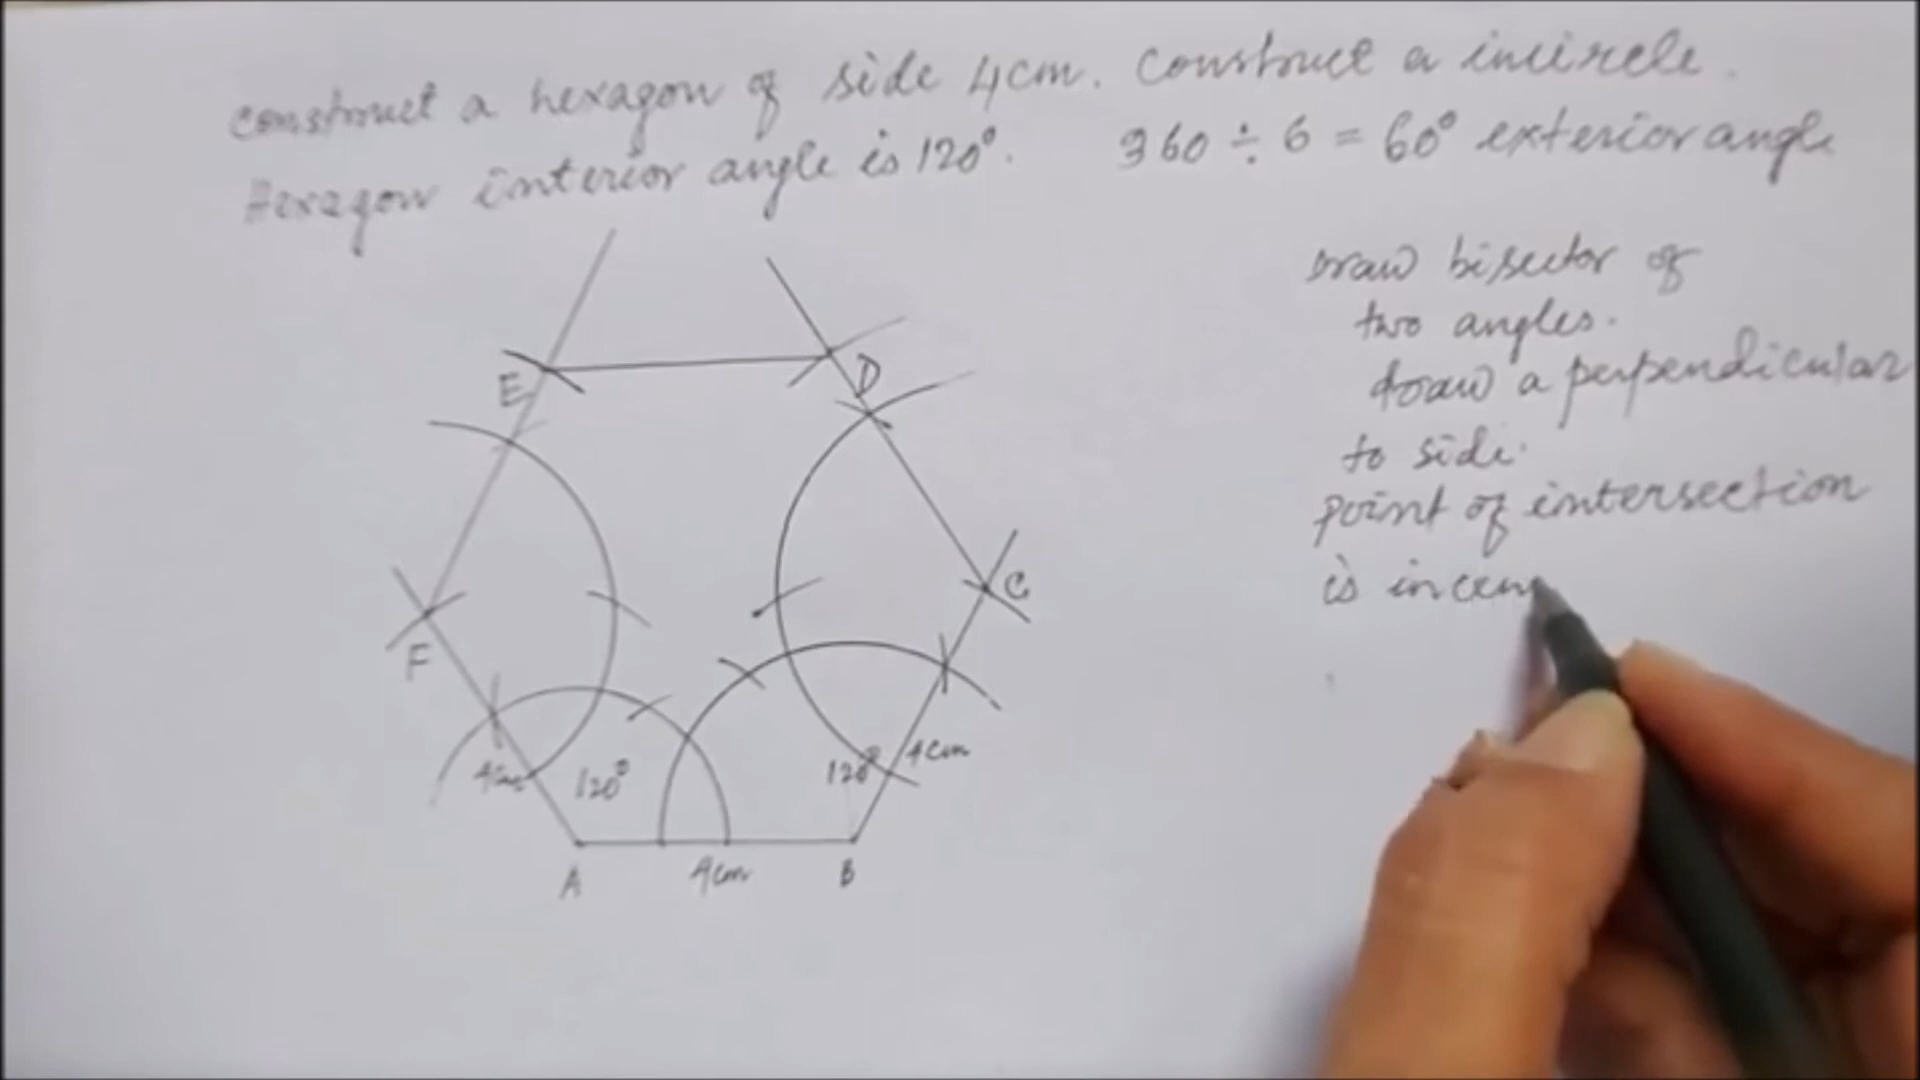 construct a hexagon of side 4cm. Construct a incircle.
Hexagon interior angle is 120°. 360 ÷ 6 = 60° exterior angle
Draw bisector of
two angles.
draw a perpendicular
to side.
point of intersection
is incen
E
D
C
F
120°
120°
4cm
A
4cm
B